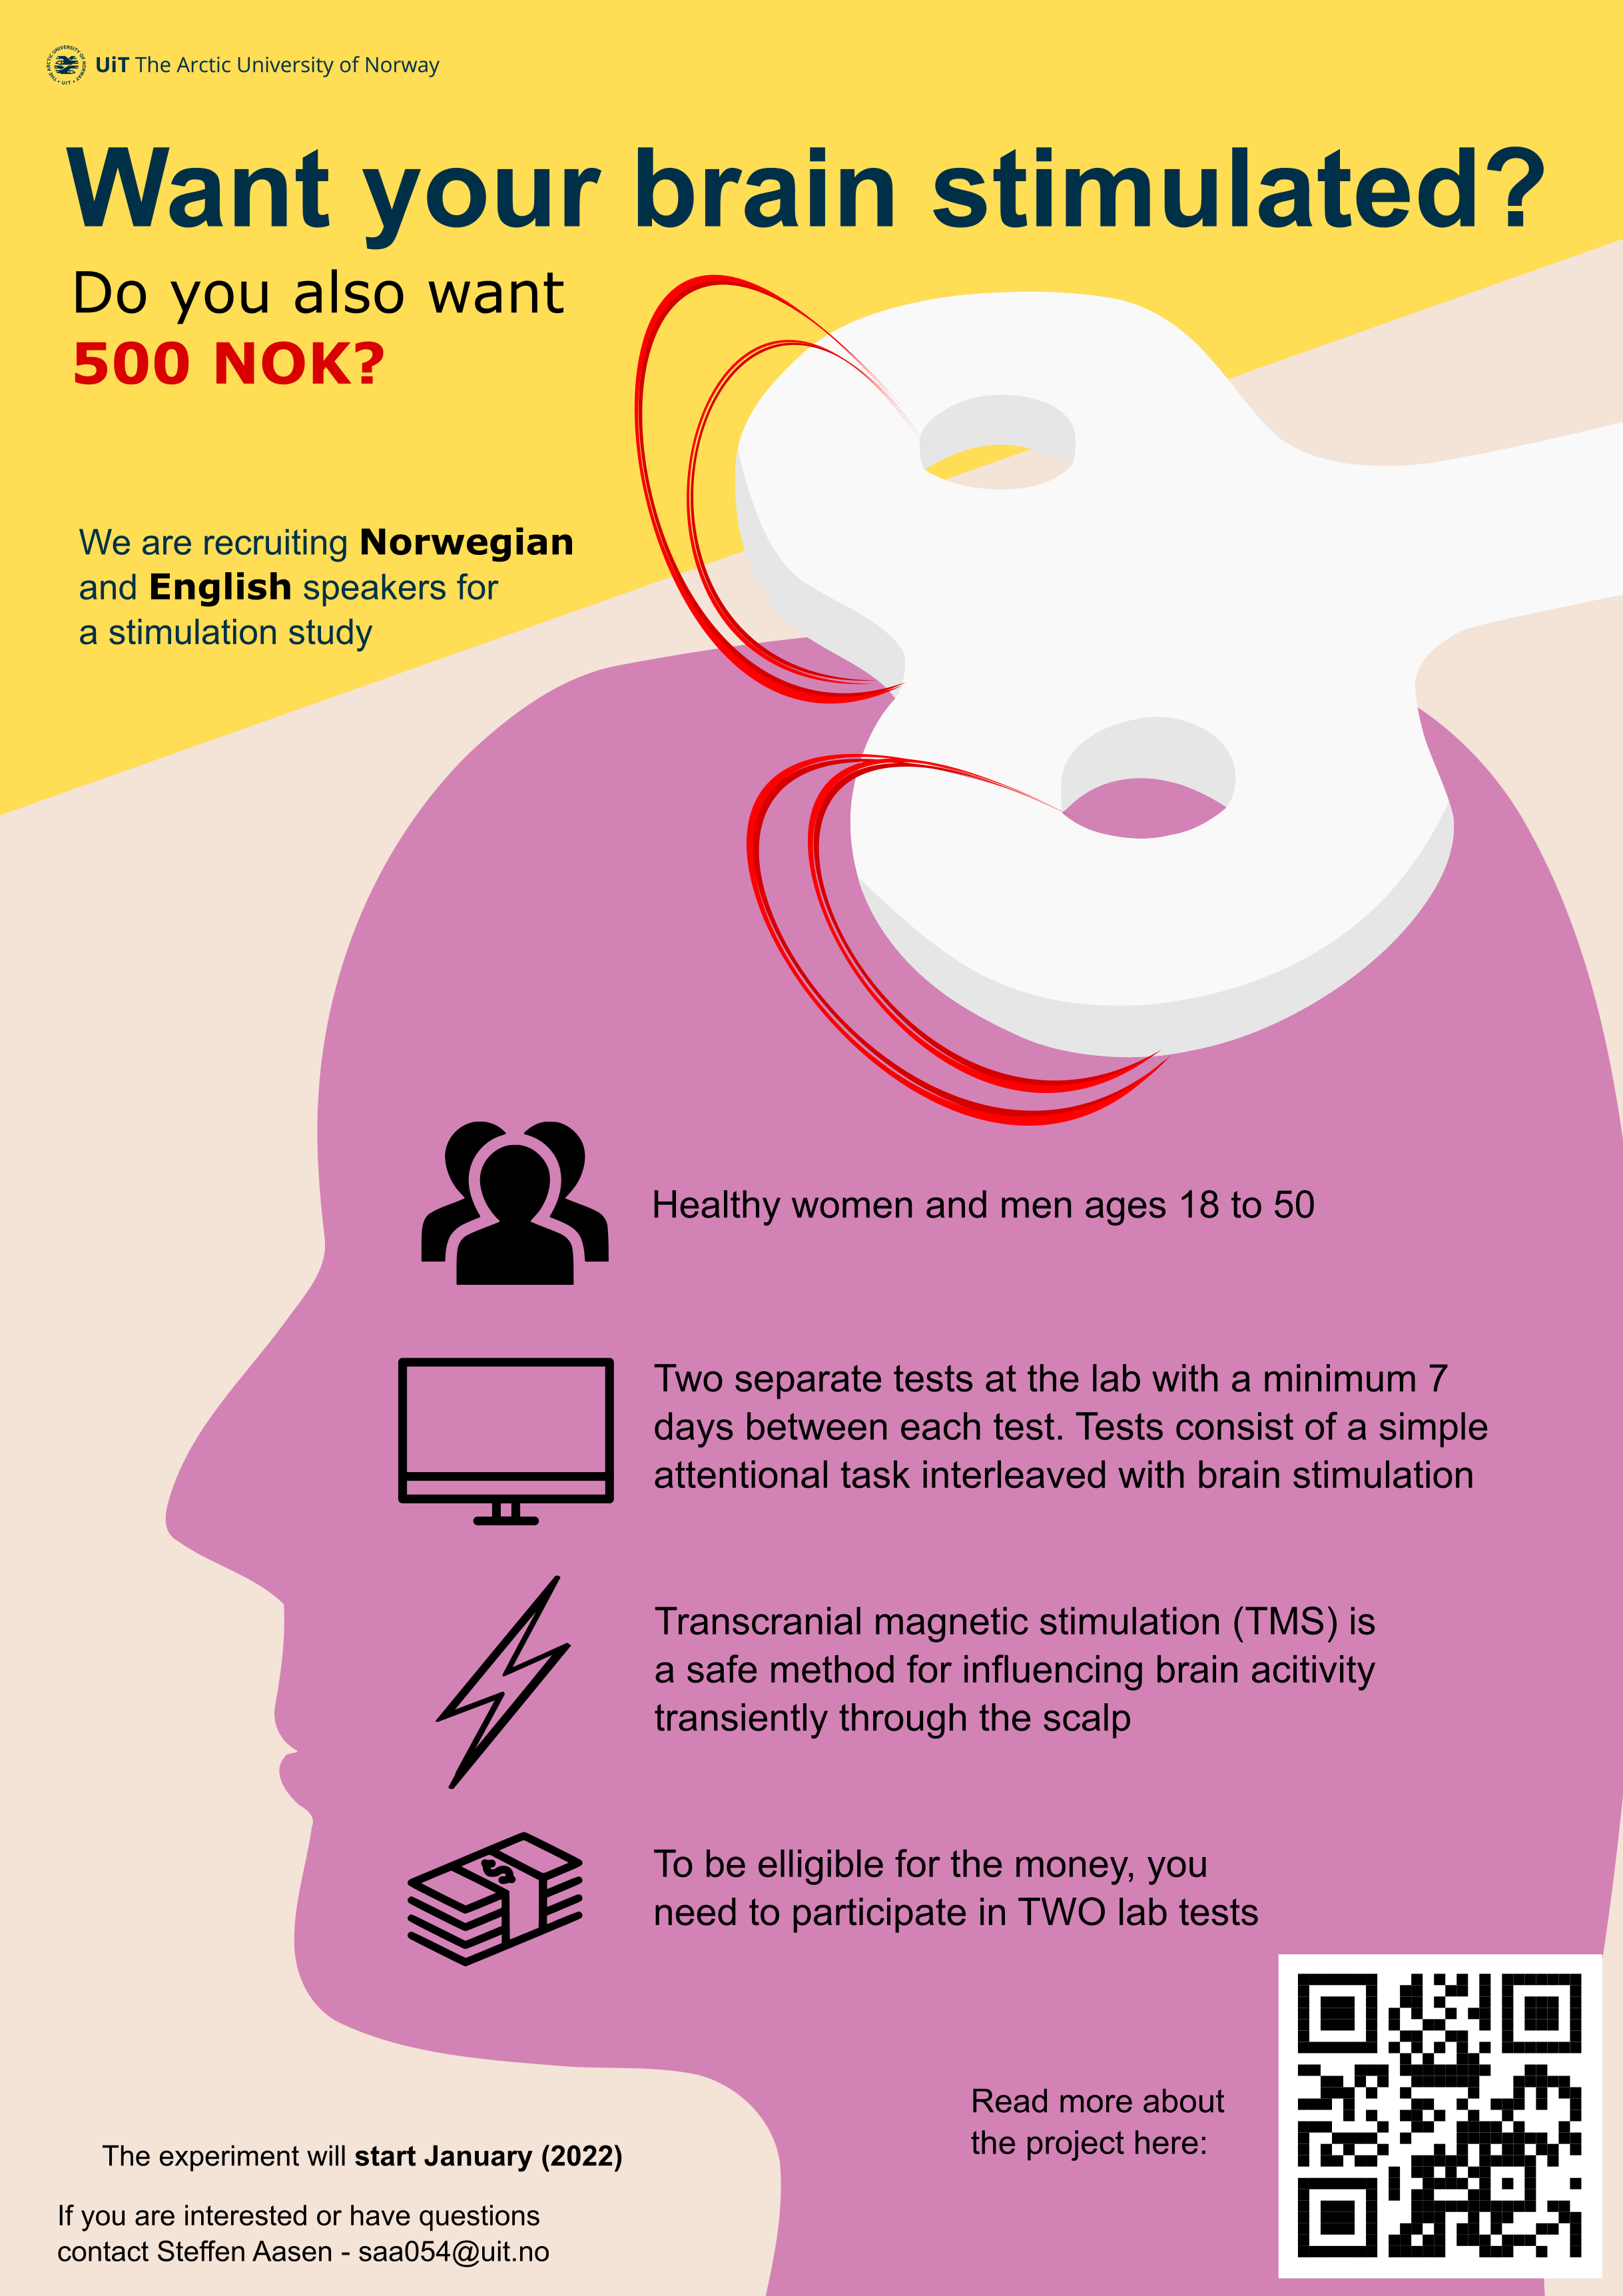 UiT The Arctic University of Norway
Want your brain stimulated?
Do you also want
500 NOK?
We are recruiting Norwegian
and English speakers for
a stimulation study
Healthy women and men ages 18 to 50
Two separate tests at the lab with a minimum 7
days between each test. Tests consist of a simple
attentional task interleaved with brain stimulation
Transcranial magnetic stimulation (TMS) is
a safe method for influencing brain acitivity
transiently through the scalp
To be elligible for the money, you
need to participate in TWO lab tests
Read more about
the project here:
The experiment will start January (2022)
If you are interested or have questions
contact Steffen Aasen - saa054@uit.no